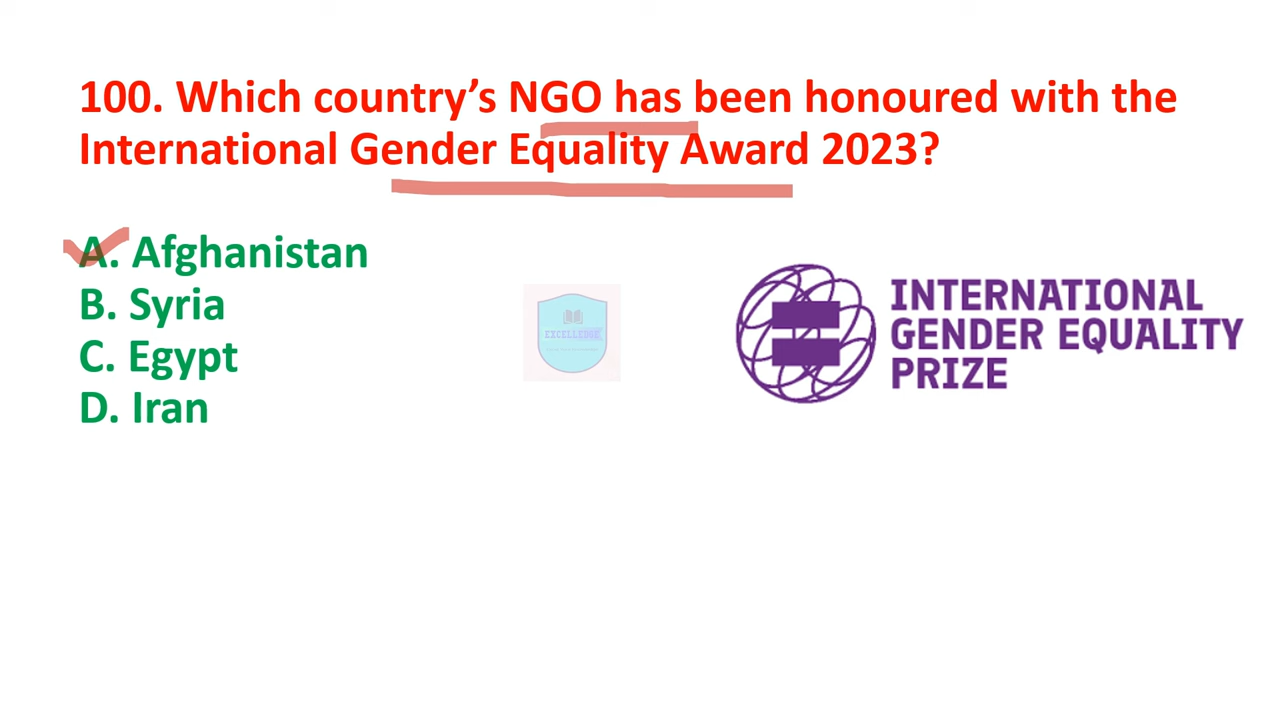 100. Which country’s NGO has been honoured with the
International Gender Equality Award 2023?
A. Afghanistan
B. Syria
C. Egypt
D. Iran
EXCELLEDGE
INTERNATIONAL
GENDER EQUALITY
PRIZE